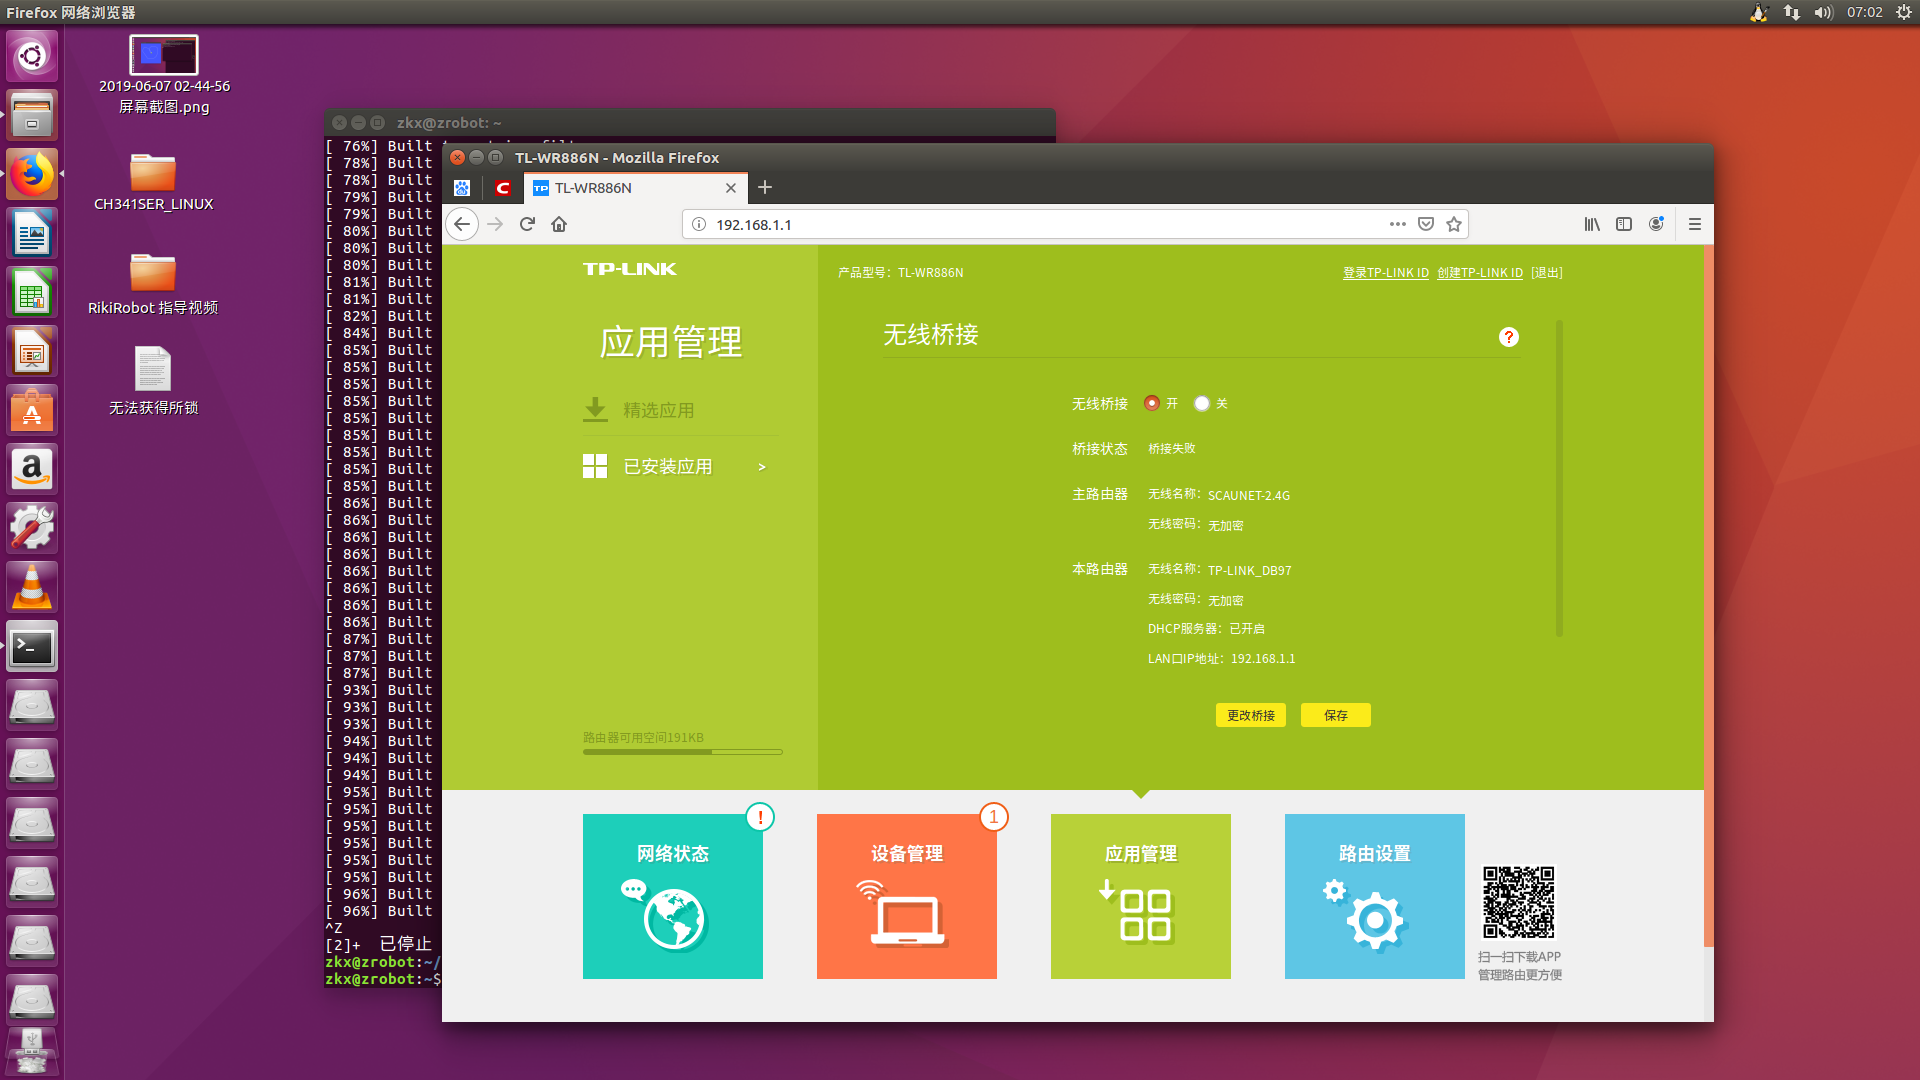 Firefox 网络浏览器
07:02
2019-06-07 02-44-56
屏幕截图.png
CH341SER_LINUX
RikiRobot 指导视频
无法获得所锁
zkx@zrobot: ~
[ 76%] Built
[ 78%] Built
[ 78%] Built
[ 79%] Built
[ 79%] Built
[ 80%] Built
[ 80%] Built
[ 80%] Built
[ 81%] Built
[ 81%] Built
[ 82%] Built
[ 84%] Built
[ 85%] Built
[ 85%] Built
[ 85%] Built
[ 85%] Built
[ 85%] Built
[ 85%] Built
[ 85%] Built
[ 85%] Built
[ 85%] Built
[ 86%] Built
[ 86%] Built
[ 86%] Built
[ 86%] Built
[ 86%] Built
[ 86%] Built
[ 86%] Built
[ 86%] Built
[ 87%] Built
[ 87%] Built
[ 87%] Built
[ 93%] Built
[ 93%] Built
[ 93%] Built
[ 94%] Built
[ 94%] Built
[ 94%] Built
[ 95%] Built
[ 95%] Built
[ 95%] Built
[ 95%] Built
[ 95%] Built
[ 95%] Built
[ 96%] Built
[ 96%] Built
^Z
[2]+ 已停止
zkx@zrobot:~/
zkx@zrobot:~$
TL-WR886N - Mozilla Firefox
TP TL-WR886N
192.168.1.1
TP-LINK
产品型号：TL-WR886N
登录TP-LINK ID 创建TP-LINK ID [退出]
应用管理
精选应用
已安装应用 >
路由器可用空间191KB
无线桥接
?
无线桥接 开 关
桥接状态 桥接失败
主路由器 无线名称：SCAUNET-2.4G
无线密码：无加密
本路由器 无线名称：TP-LINK_DB97
无线密码：无加密
DHCP服务器：已开启
LAN口IP地址：192.168.1.1
更改桥接 保存
网络状态 !
设备管理 1
应用管理
路由设置
扫一扫下载APP
管理路由更方便